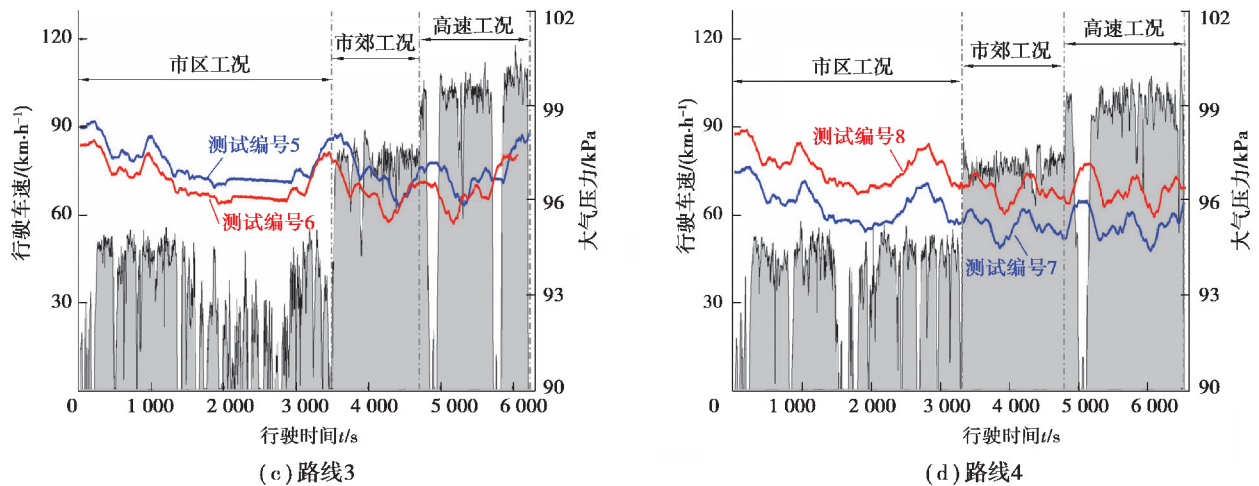 120
90
60
30
行驶车速/(km·h⁻¹)
市区工况
市郊工况
高速工况
测试编号5
测试编号6
102
99
96
93
90
大气压力/kPa
0 1 000 2 000 3 000 4 000 5 000 6 000
行驶时间t/s
(c)路线3
120
90
60
30
行驶车速/(km·h⁻¹)
市区工况
市郊工况
高速工况
测试编号8
测试编号7
102
99
96
93
90
大气压力/kPa
0 1 000 2 000 3 000 4 000 5 000 6 000
行驶时间t/s
(d)路线4